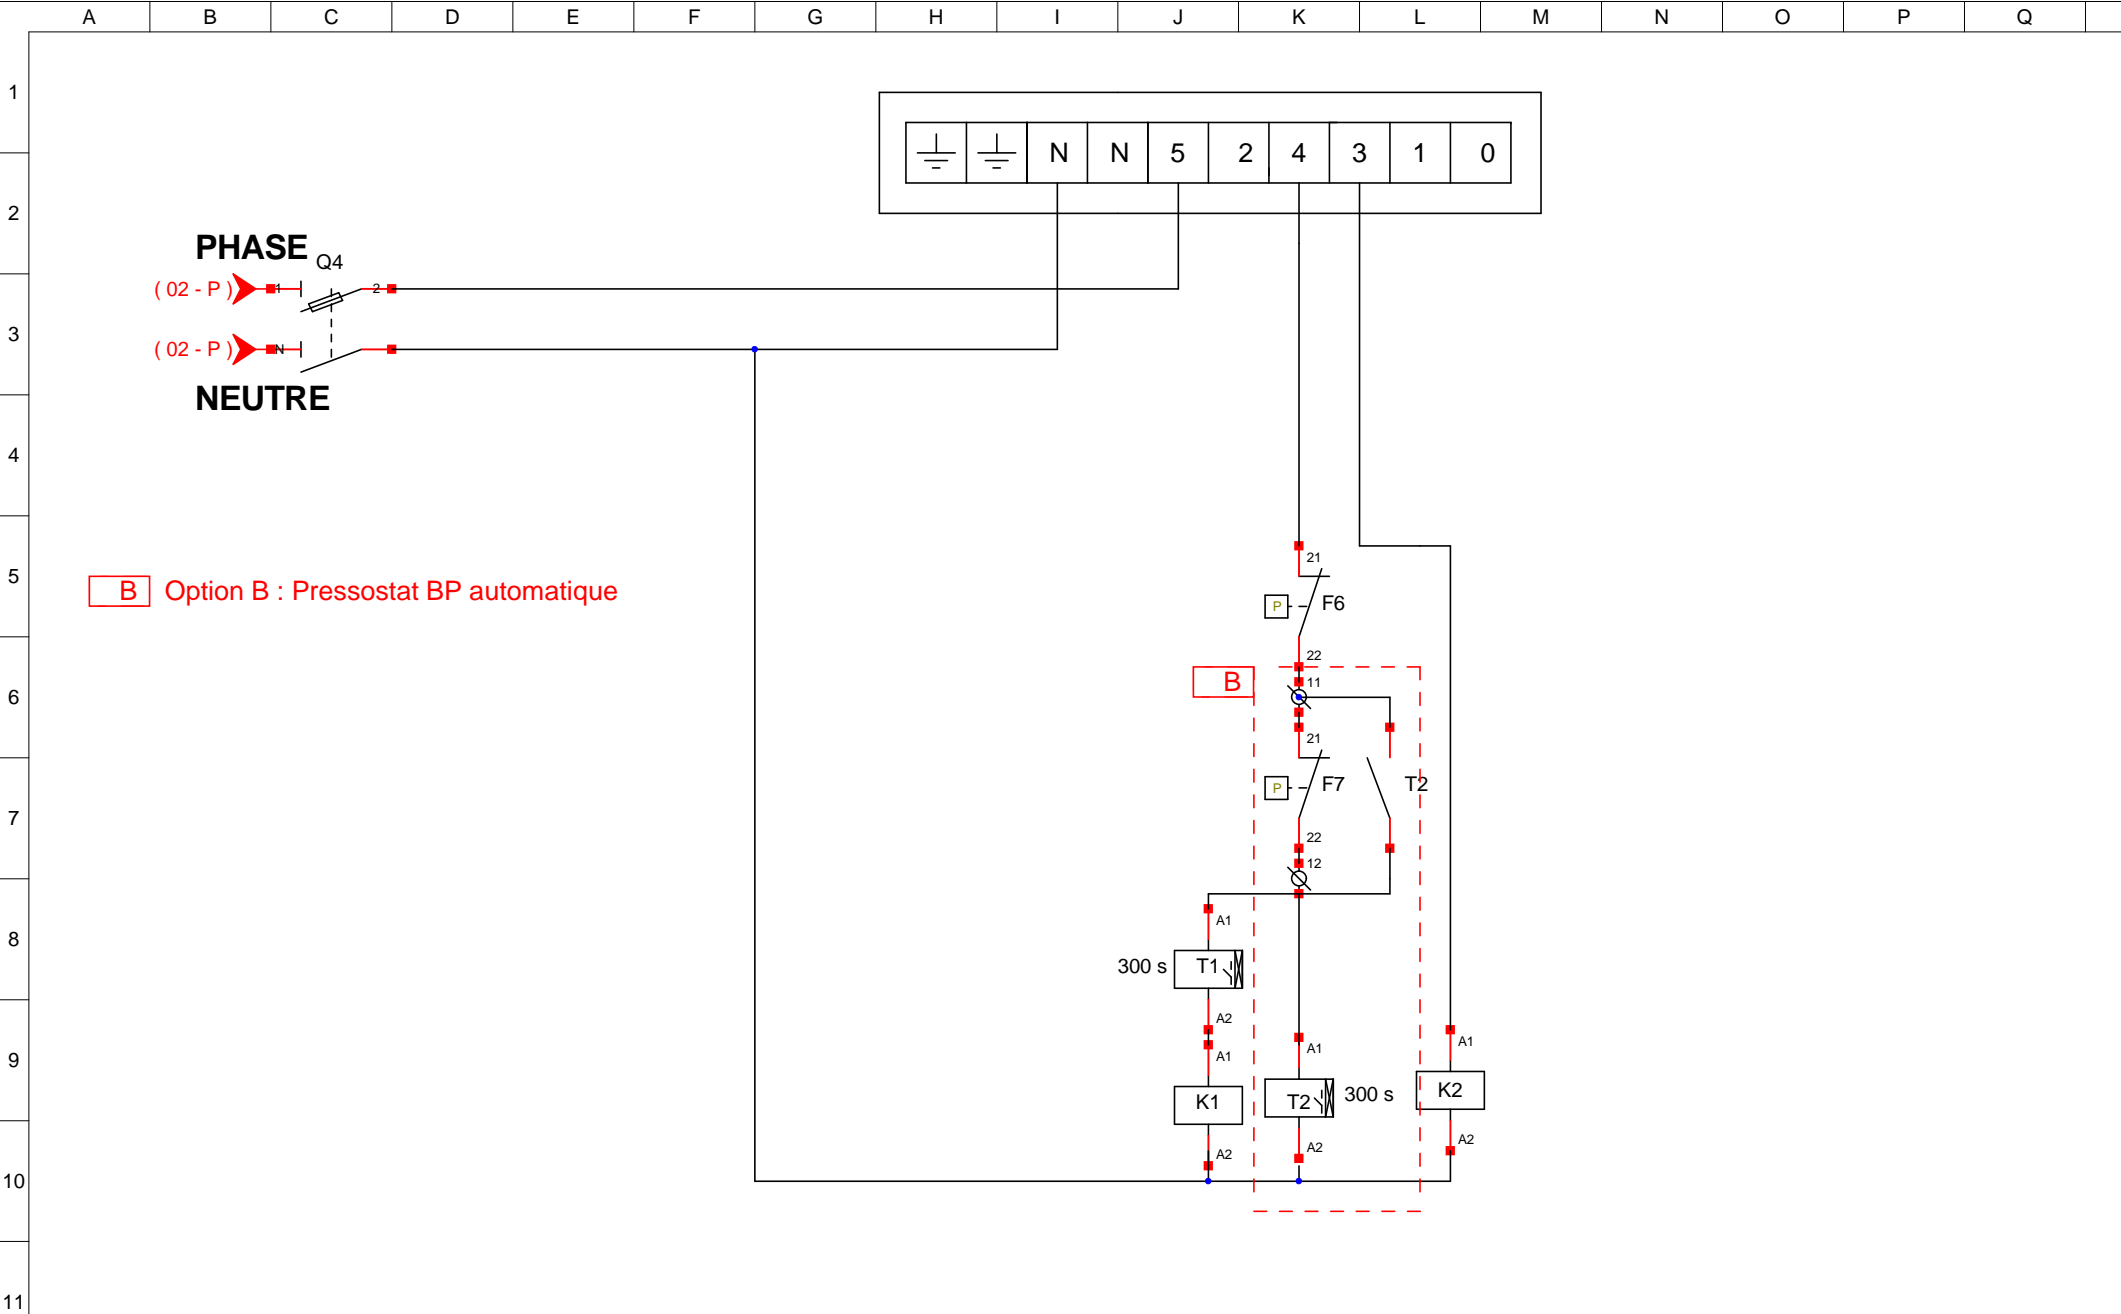 A B C D E F G H I J K L M N O P Q
1
N N 5 2 4 3 1 0
2
PHASE
Q4
( 02 - P ) 1 2
3
( 02 - P ) N
NEUTRE
4
21
5
B Option B : Pressostat BP automatique
P F6
22
B
6
11
21
P F7 T2
7
22
12
A1
8
300 s T1
A2
A1
9
A1
A1
K1
T2 300 s
K2
A2
A2
A2
10
11